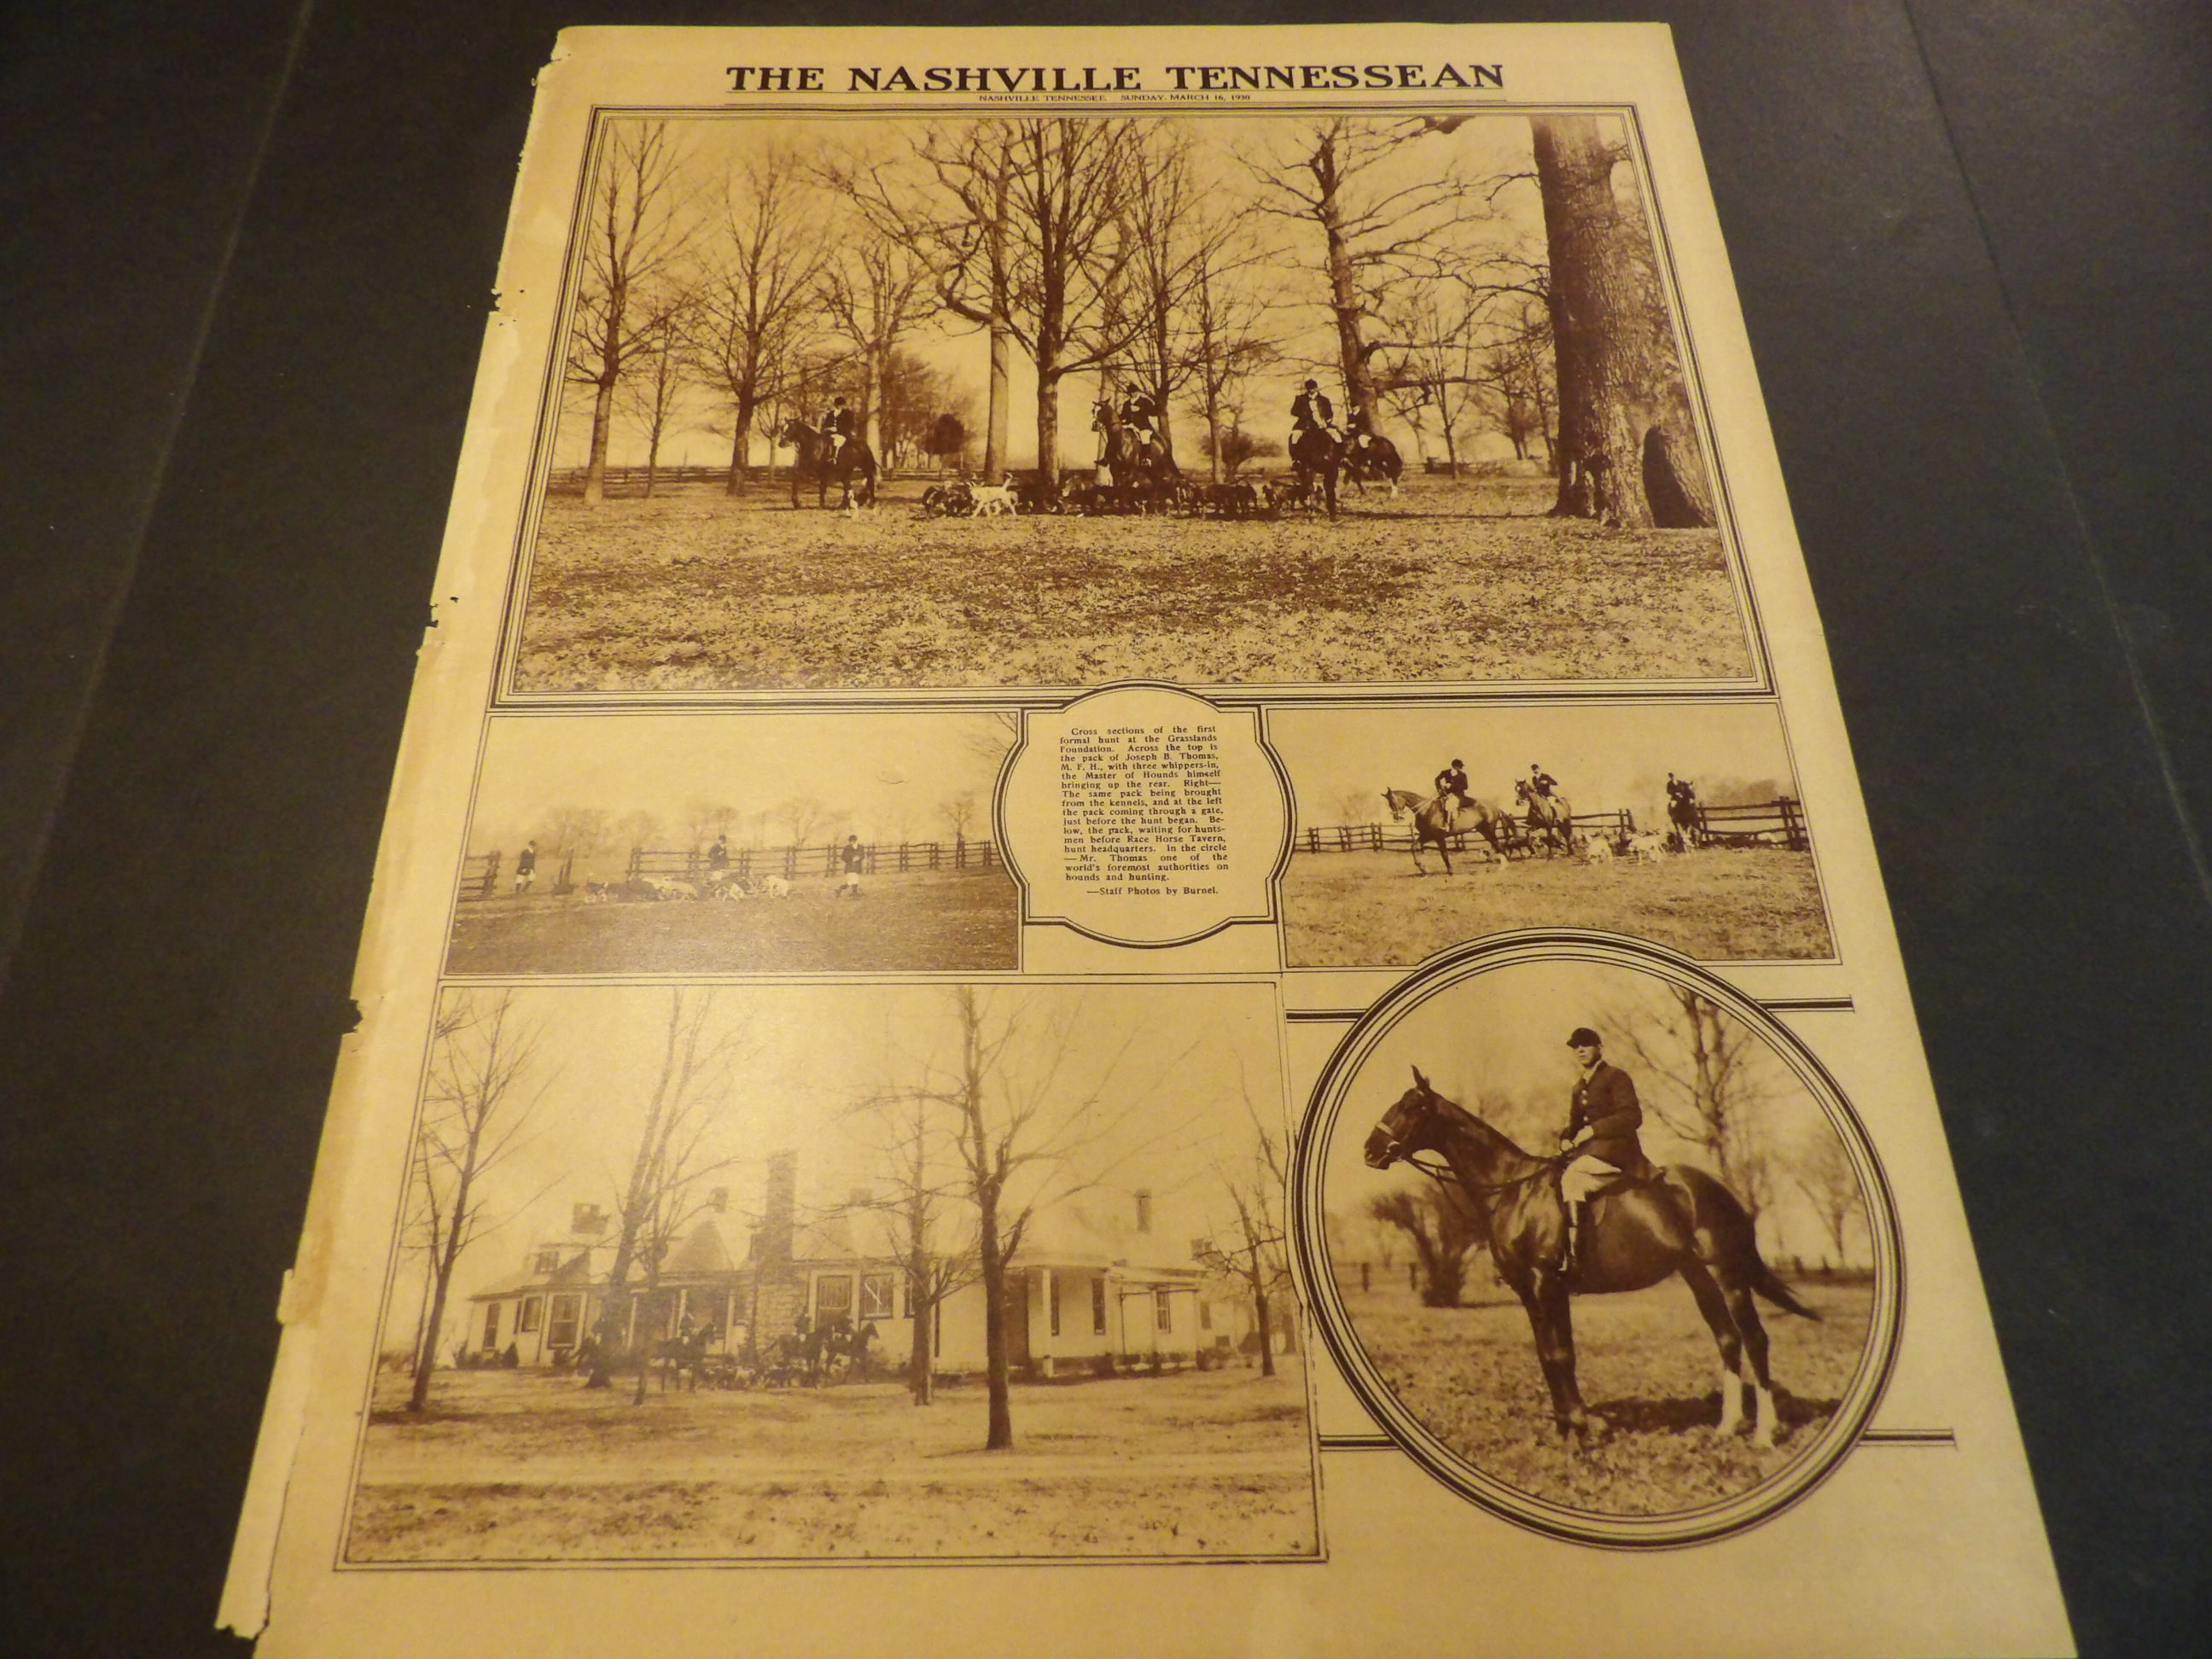 THE NASHVILLE TENNESSEAN
NASHVILLE TENNESSEE. SUNDAY. MARCH 16, 1930
Cross sections of the first
formal hunt at the Grasslands
Foundation. Across the top is
the pack of Joseph B. Thomas,
M. F. H., with three whippers-in,
the Master of Hounds himself
bringing up the rear. Right—
The same pack being brought
from the kennels, and at the left
the pack coming through a gate,
just before the hunt began. Be-
low, the pack, waiting for hunts-
men before Race Horse Tavern,
hunt headquarters. In the circle
—Mr. Thomas one of the
world's foremost authorities on
hounds and hunting.
—Staff Photos by Burnel.